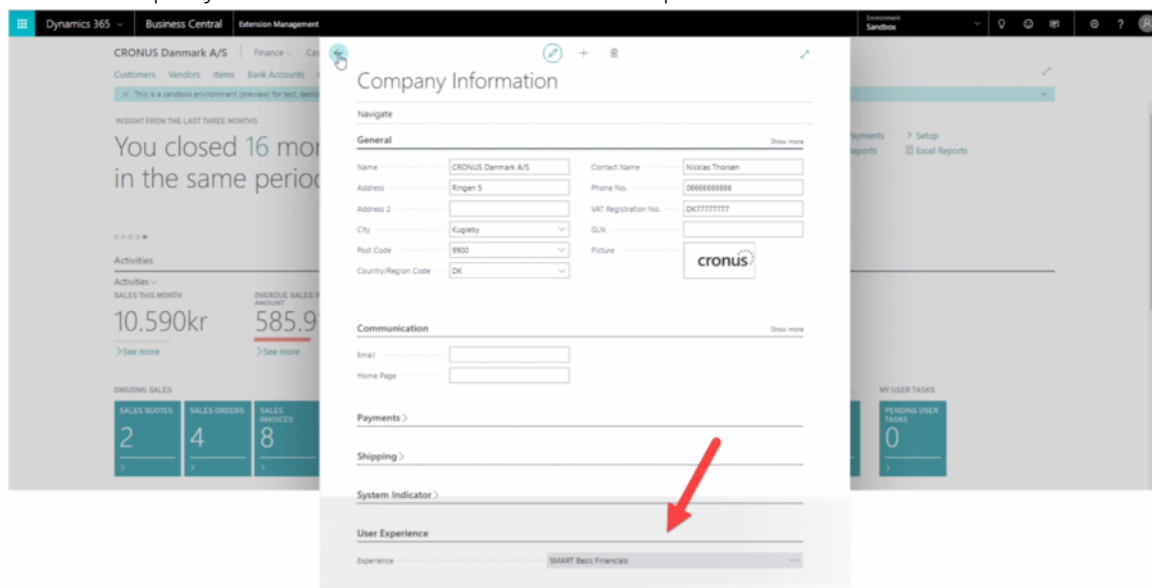 Dynamics 365
Business Central
Extension Management
Environment
Sandbox
?
CRONUS Danmark A/S
Finance
Customers Vendors Items Bank Accounts
This is a sandbox environment (preview) for test, demo
INSIGHT FROM THE LAST THREE MONTHS
You closed 16 mor
in the same period
Activities
Activities
SALES THIS MONTH
10.590kr
>See more
OVERDUE SALES
AMOUNT
585.9
>See more
ONGOING SALES
SALES QUOTES
2
SALES ORDERS
4
SALES INVOICES
8
Company Information
Navigate
General
Show more
Name
CRONUS Danmark A/S
Contact Name
Nicklas Thorsen
Address
Ringen 5
Phone No.
06666666666
Address 2
VAT Registration No.
DK77777777
City
Kugleby
GLN
Post Code
9900
Picture
cronus
Country/Region Code
DK
Communication
Show more
Email
Home Page
Payments >
Shipping >
System Indicator >
User Experience
Experience
SMART Basic Financials
> Setup
Excel Reports
MY USER TASKS
PENDING USER
TASKS
0